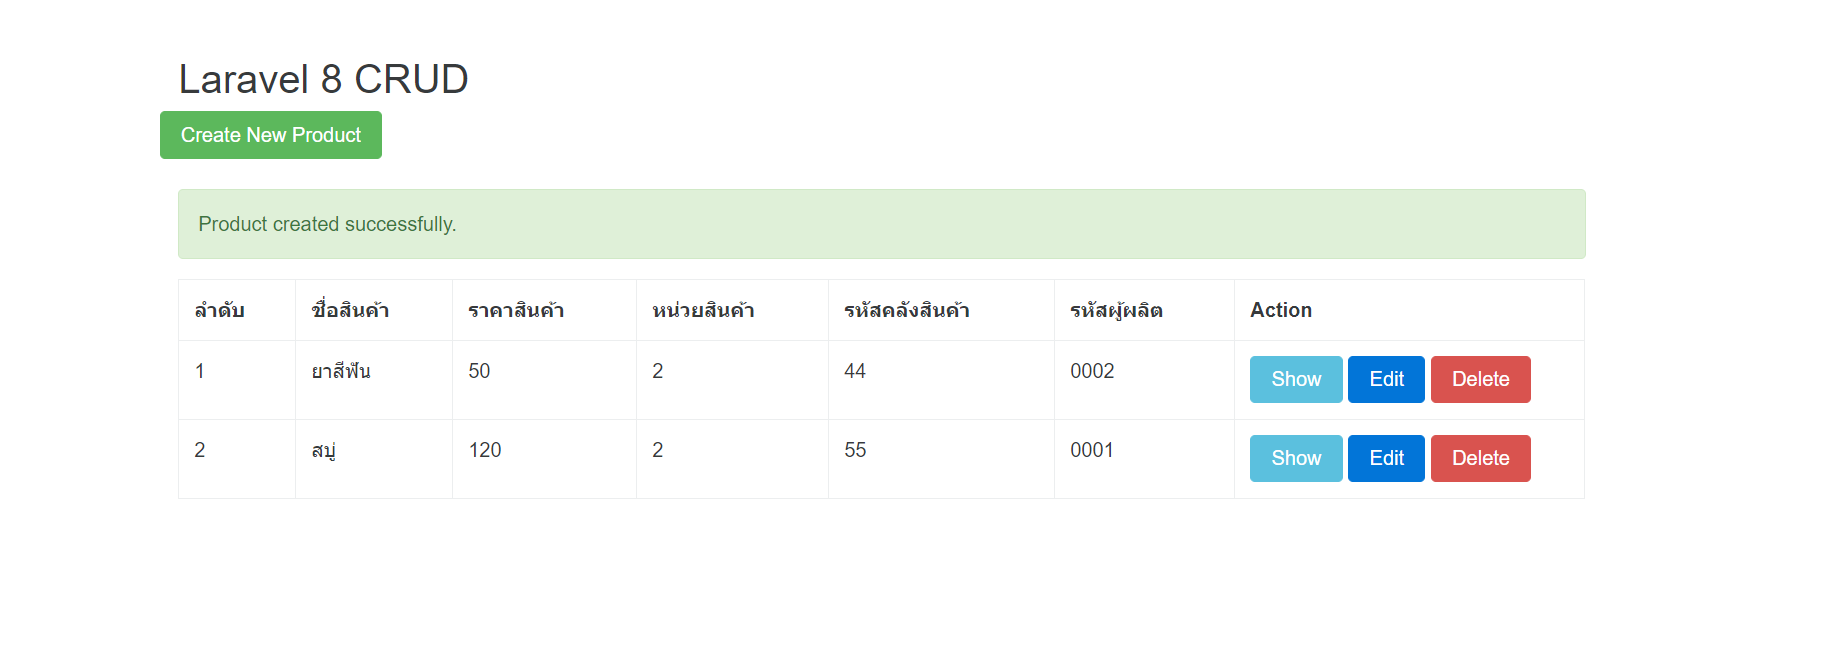 Laravel 8 CRUD
Create New Product
Product created successfully.
ลำดับ ชื่อสินค้า ราคาสินค้า หน่วยสินค้า รหัสคลังสินค้า รหัสผู้ผลิต Action
1 ยาสีฟัน 50 2 44 0002 Show Edit Delete
2 สบู่ 120 2 55 0001 Show Edit Delete